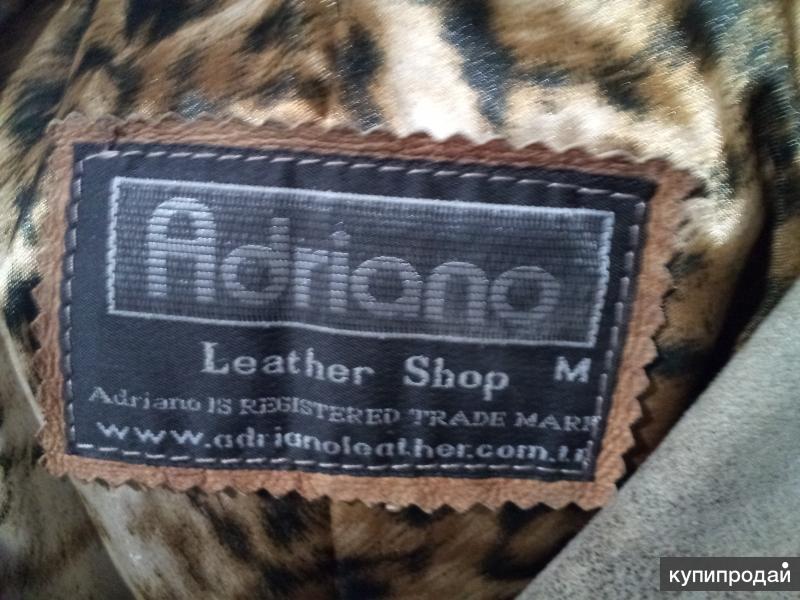 Adriano
Leather Shop M
Adriano IS REGISTERED TRADE MARK
www.adrianoleather.com.tr
купипродай